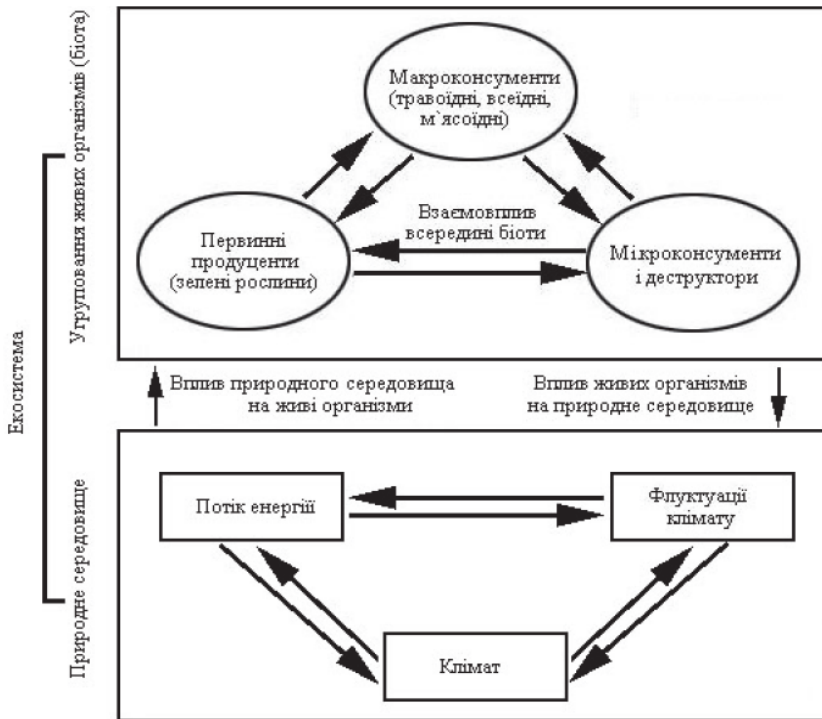 Макроконсументи
(травоїдні, всеїдні,
м`ясоїдні)
Взаємовплив
всередині біоти
Первинні
продуценти
(зелені рослини)
Мікроконсументи
і деструктори
Угруповання живих організмів (біота)
Екосистема
Вплив природного середовища
на живі організми
Вплив живих організмів
на природне середовище
Природне середовище
Потік енергіїї
Флуктуації
клімату
Клімат